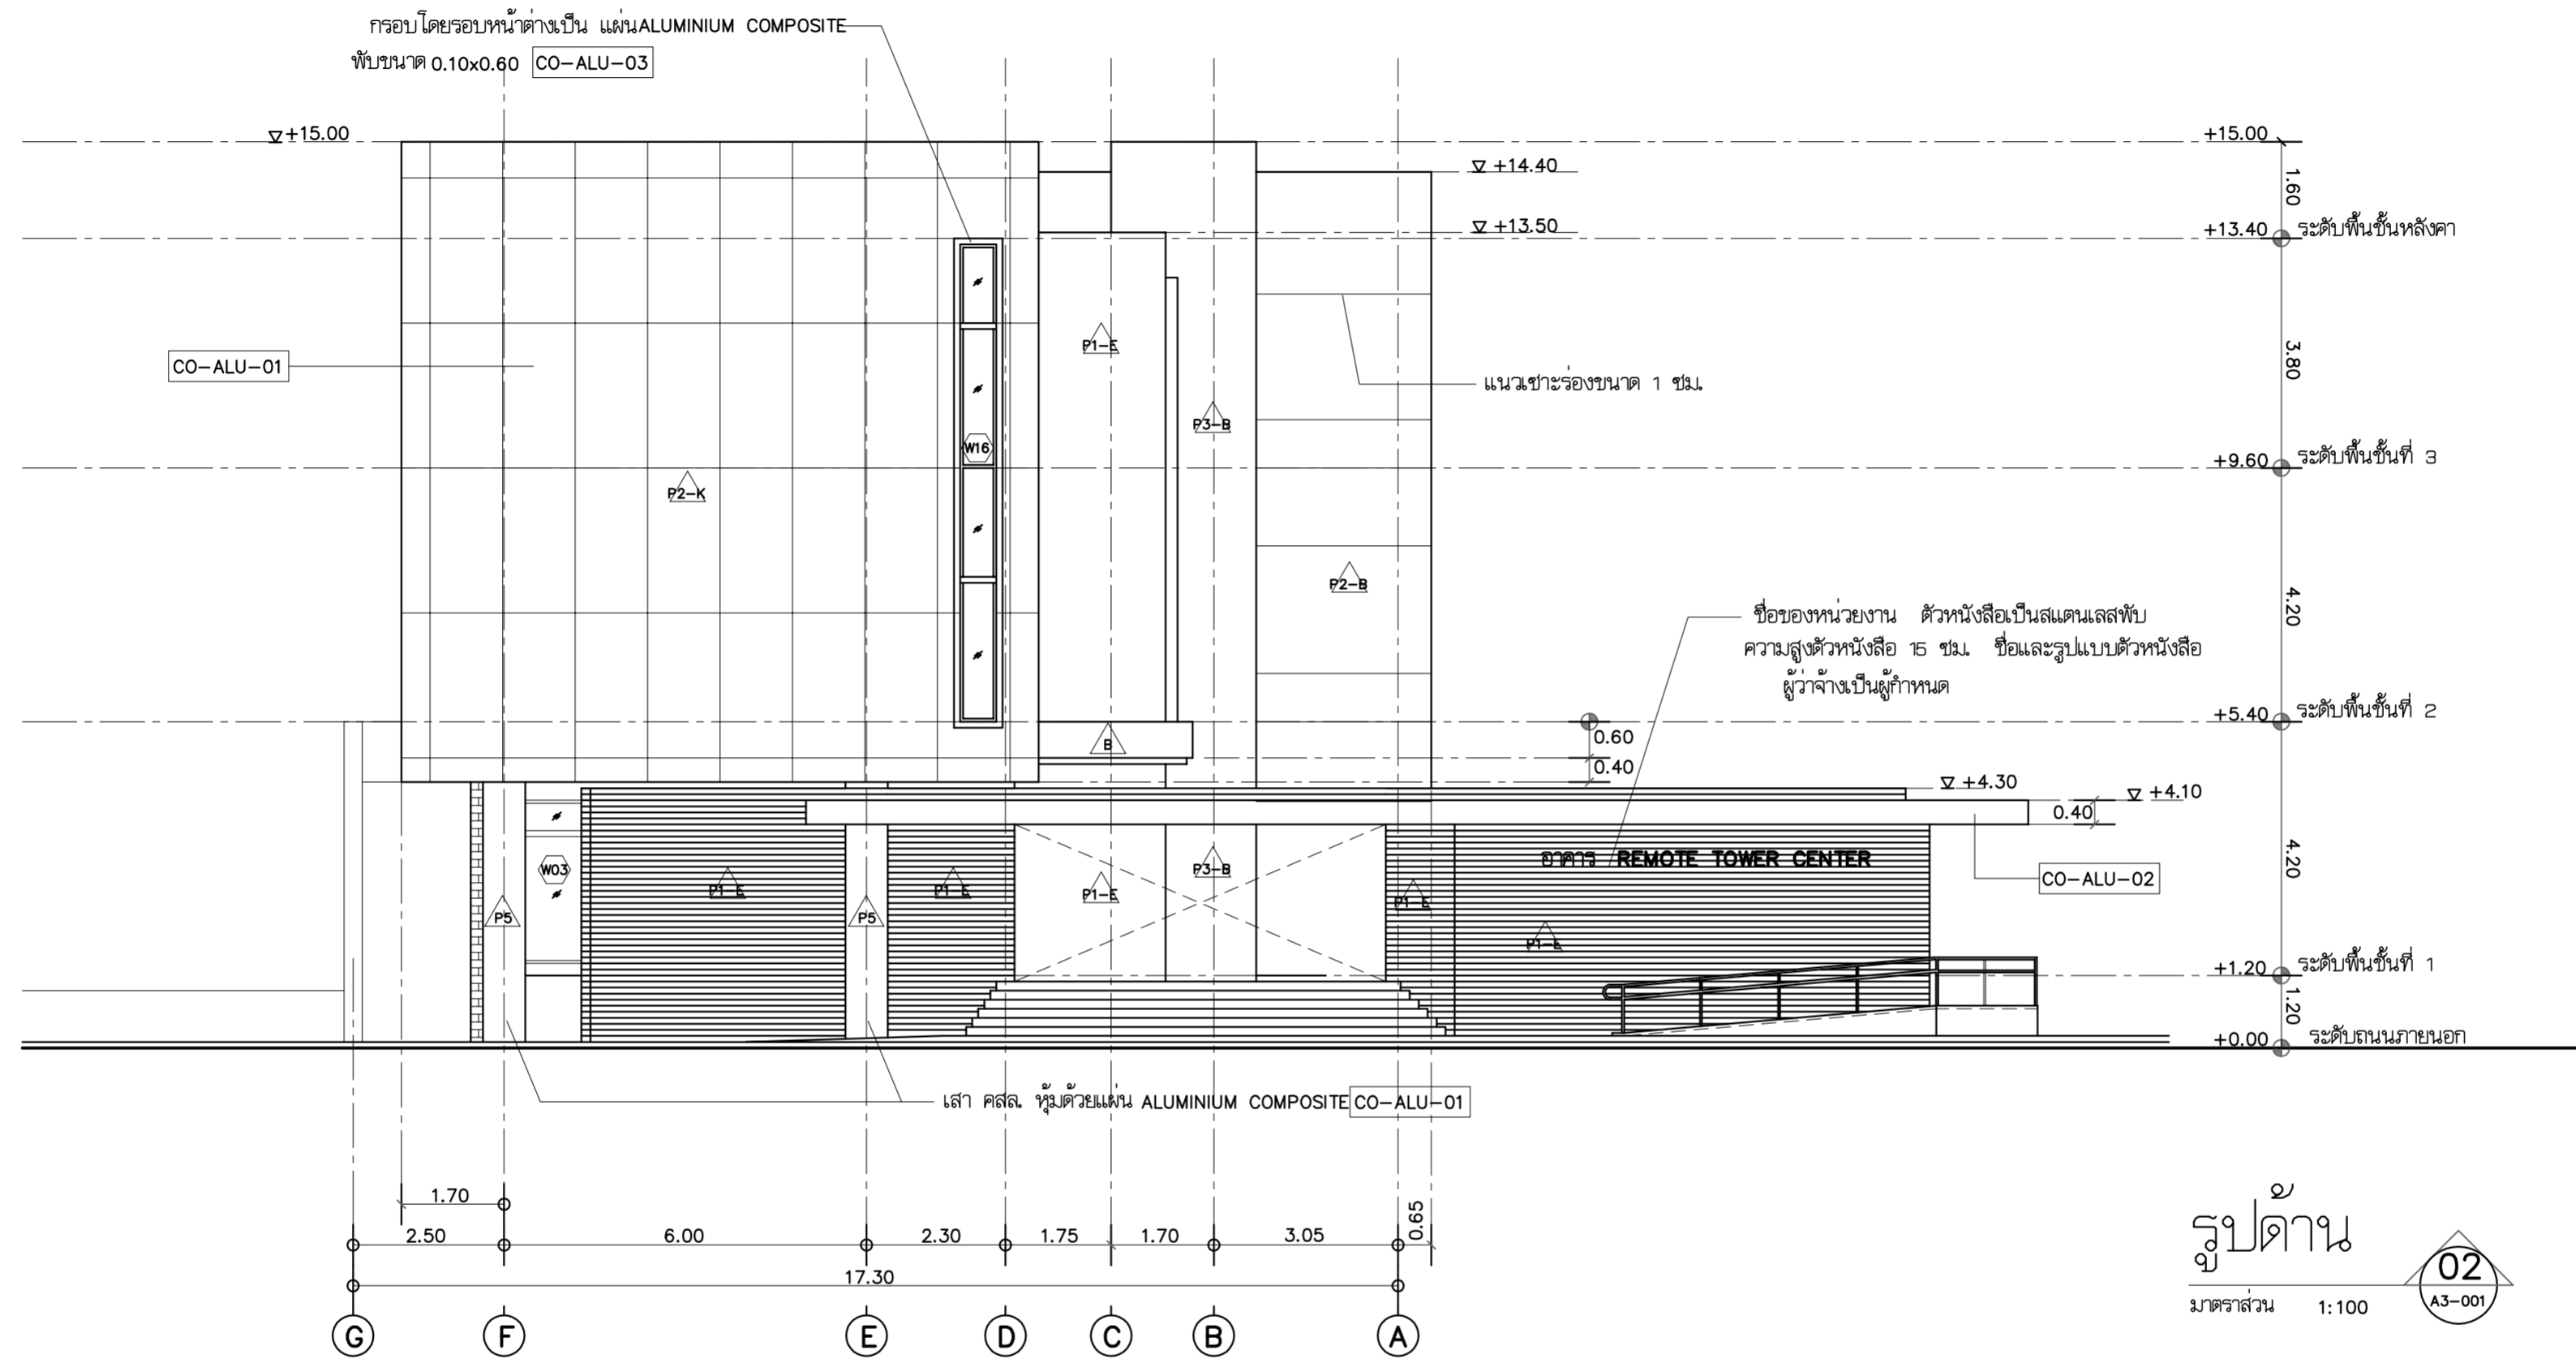 กรอบโดยรอบหน้าต่างเป็น แผ่นALUMINIUM COMPOSITE
พับขนาด 0.10x0.60 CO-ALU-03
+15.00
+15.00
1.60
+14.40
+13.50
+13.40 ระดับพื้นชั้นหลังคา
P1-E
3.80
CO-ALU-01
แนวเซาะร่องขนาด 1 ซม.
P3-B
W16
+9.60 ระดับพื้นชั้นที่ 3
P2-K
P2-B
4.20
ชื่อของหน่วยงาน ตัวหนังสือเป็นสแตนเลสพับ
ความสูงตัวหนังสือ 15 ซม. ชื่อและรูปแบบตัวหนังสือ
ผู้ว่าจ้างเป็นผู้กำหนด
+5.40 ระดับพื้นชั้นที่ 2
B
0.60
0.40
+4.30
+4.10
0.40
อาคาร REMOTE TOWER CENTER
4.20
W03
P3-B
CO-ALU-02
P1-E
P1-E
P1-E
P1-E
P5
P5
P1-E
+1.20 ระดับพื้นชั้นที่ 1
1.20
+0.00 ระดับถนนภายนอก
เสา คสล. หุ้มด้วยแผ่น ALUMINIUM COMPOSITE CO-ALU-01
1.70
2.50 6.00 2.30 1.75 1.70 3.05 0.65
17.30
G F E D C B A
รูปด้าน
มาตราส่วน 1:100
02
A3-001